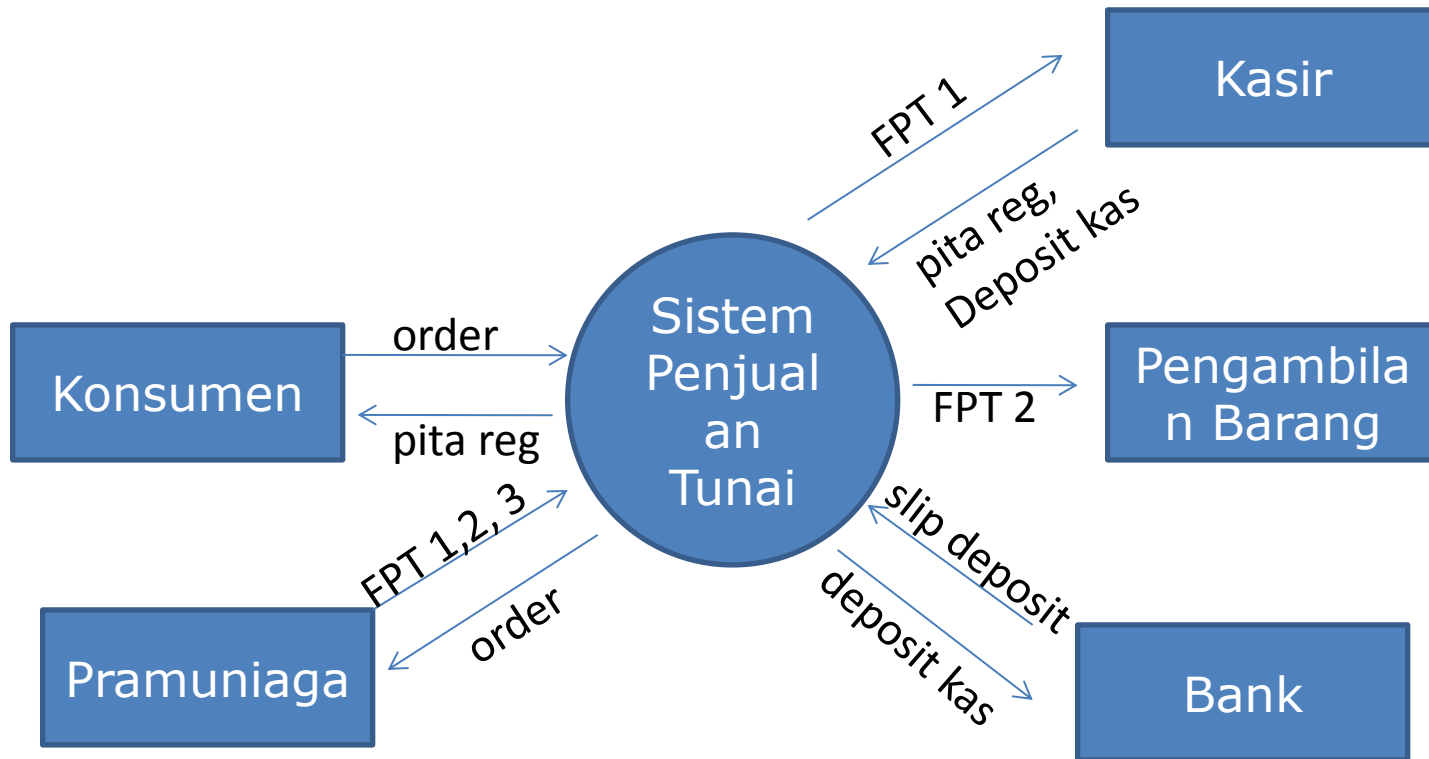 Kasir
FPT 1
pita reg,
Deposit kas
Sistem
Penjual
an
Tunai
Konsumen
order
pita reg
FPT 2
Pengambila
n Barang
FPT 1,2, 3
order
Pramuniaga
slip deposit
deposit kas
Bank